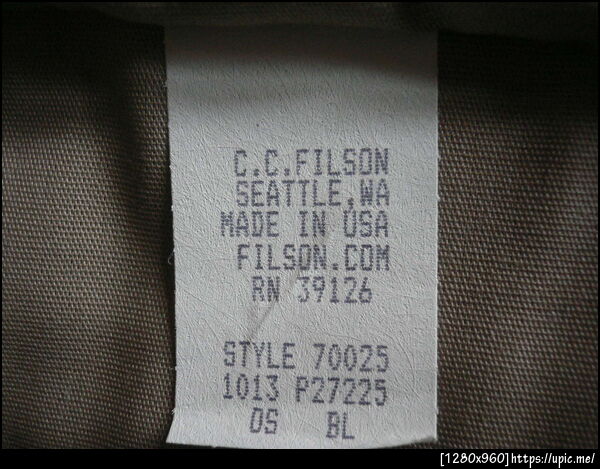 C.C.FILSON
SEATTLE,WA
MADE IN USA
FILSON.COM
RN 39126
STYLE 70025
1013 P27225
OS BL
[1280x960]https://upic.me/